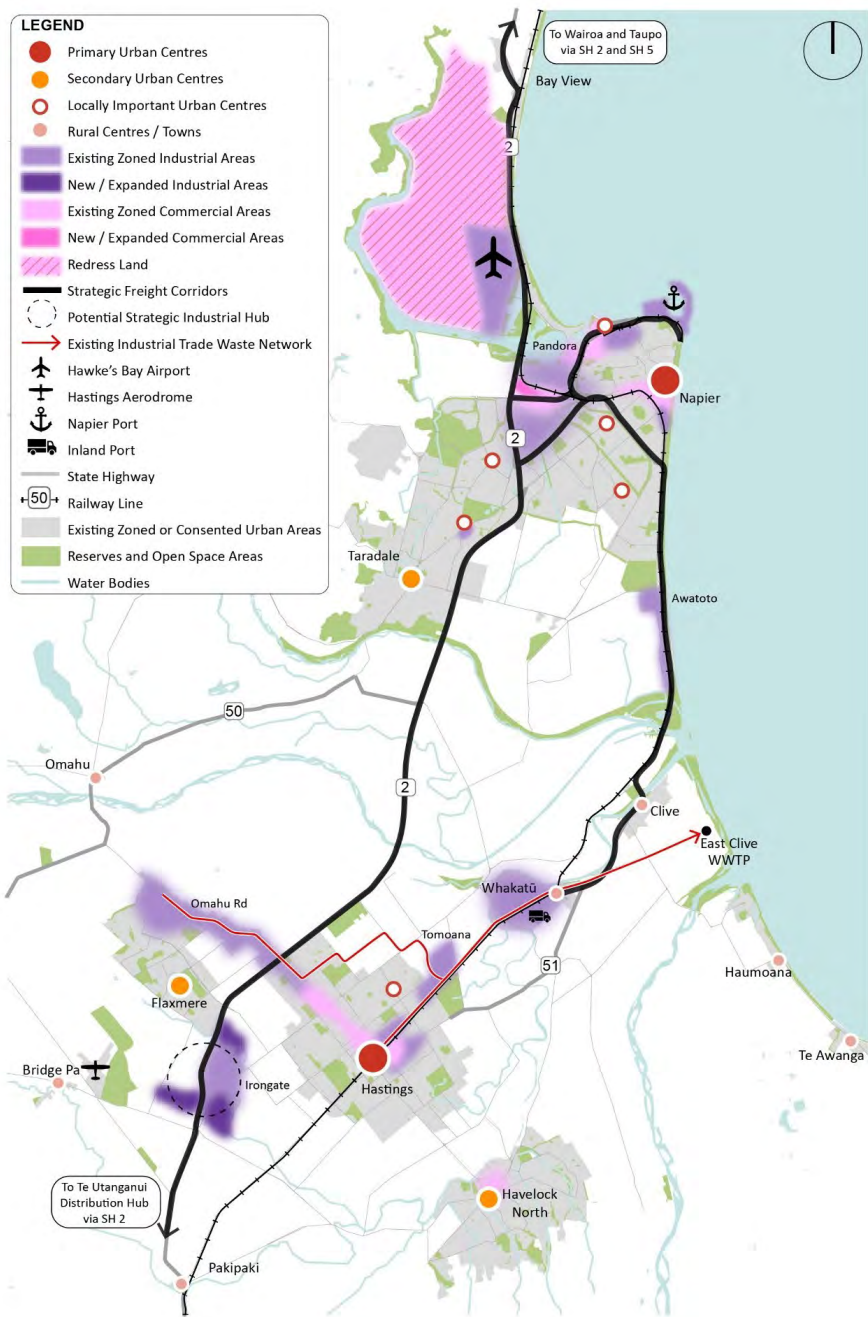 LEGEND
Primary Urban Centres
Secondary Urban Centres
Locally Important Urban Centres
Rural Centres / Towns
Existing Zoned Industrial Areas
New / Expanded Industrial Areas
Existing Zoned Commercial Areas
New / Expanded Commercial Areas
Redress Land
Strategic Freight Corridors
Potential Strategic Industrial Hub
Existing Industrial Trade Waste Network
Hawke's Bay Airport
Hastings Aerodrome
Napier Port
Inland Port
State Highway
50
Railway Line
Existing Zoned or Consented Urban Areas
Reserves and Open Space Areas
Water Bodies
To Wairoa and Taupo
via SH 2 and SH 5
Bay View
2
Pandora
Napier
2
Taradale
Awatoto
50
Omahu
2
Clive
East Clive
WWTP
Whakatū
Omahu Rd
Tomoana
51
Haumoana
Flaxmere
Te Awanga
Bridge Pa
Irongate
Hastings
To Te Utanganui
Distribution Hub
via SH 2
Havelock
North
Pakipaki